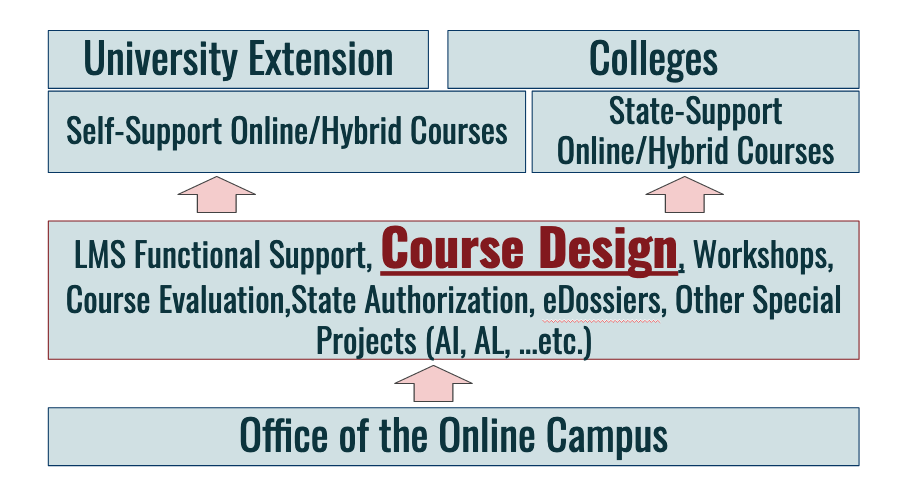 University Extension
Colleges
Self-Support Online/Hybrid Courses
State-Support
Online/Hybrid Courses
LMS Functional Support, Course Design, Workshops,
Course Evaluation,State Authorization, eDossiers, Other Special
Projects (AI, AL, ...etc.)
Office of the Online Campus